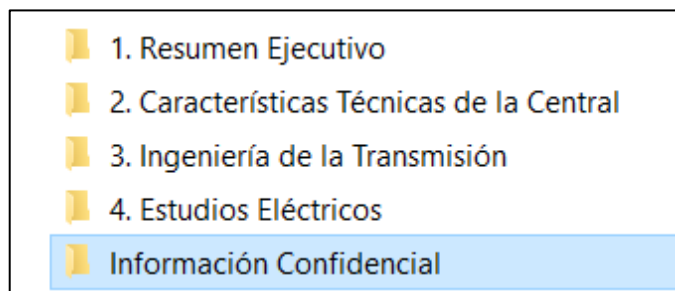 1. Resumen Ejecutivo
2. Características Técnicas de la Central
3. Ingeniería de la Transmisión
4. Estudios Eléctricos
Información Confidencial